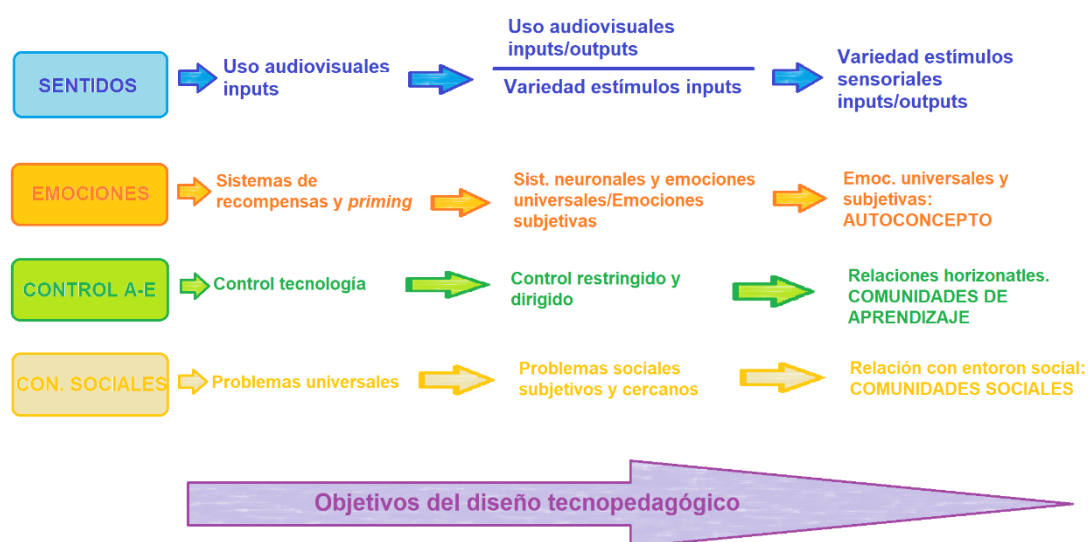 SENTIDOS
Uso audiovisuales
inputs
Uso audiovisuales
inputs/outputs
Variedad estímulos inputs
Variedad estímulos
sensoriales
inputs/outputs
EMOCIONES
Sistemas de
recompensas y priming
Sist. neuronales y emociones
universales/Emociones
subjetivas
Emoc. universales y
subjetivas:
AUTOCONCEPTO
CONTROL A-E
Control tecnología
Control restringido y
dirigido
Relaciones horizonatles.
COMUNIDADES DE
APRENDIZAJE
CON. SOCIALES
Problemas universales
Problemas sociales
subjetivos y cercanos
Relación con entoron social:
COMUNIDADES SOCIALES
Objetivos del diseño tecnopedagógico